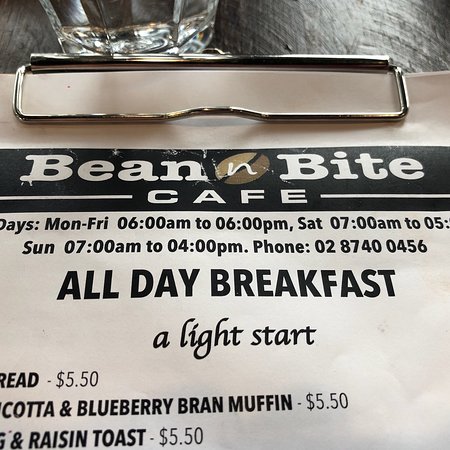 Bean n Bite
CAFE
Days: Mon-Fri 06:00am to 06:00pm, Sat 07:00am to 05:
Sun 07:00am to 04:00pm. Phone: 02 8740 0456
ALL DAY BREAKFAST
a light start
READ - $5.50
COTTA & BLUEBERRY BRAN MUFFIN - $5.50
G & RAISIN TOAST - $5.50